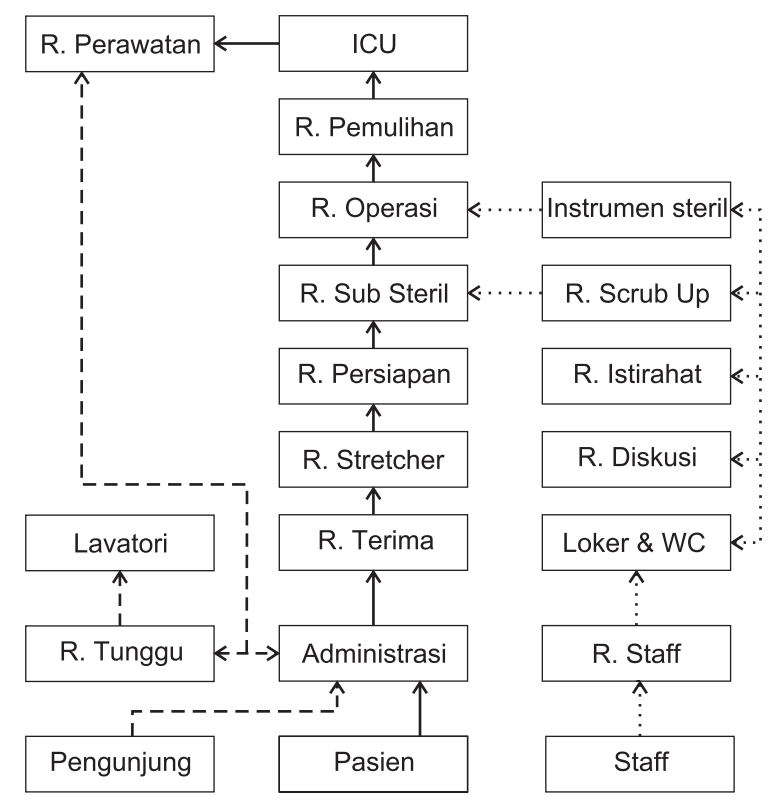 R. Perawatan
ICU
R. Pemulihan
R. Operasi
Instrumen steril
R. Sub Steril
R. Scrub Up
R. Persiapan
R. Istirahat
R. Stretcher
R. Diskusi
Lavatori
R. Terima
Loker & WC
R. Tunggu
Administrasi
R. Staff
Pengunjung
Pasien
Staff